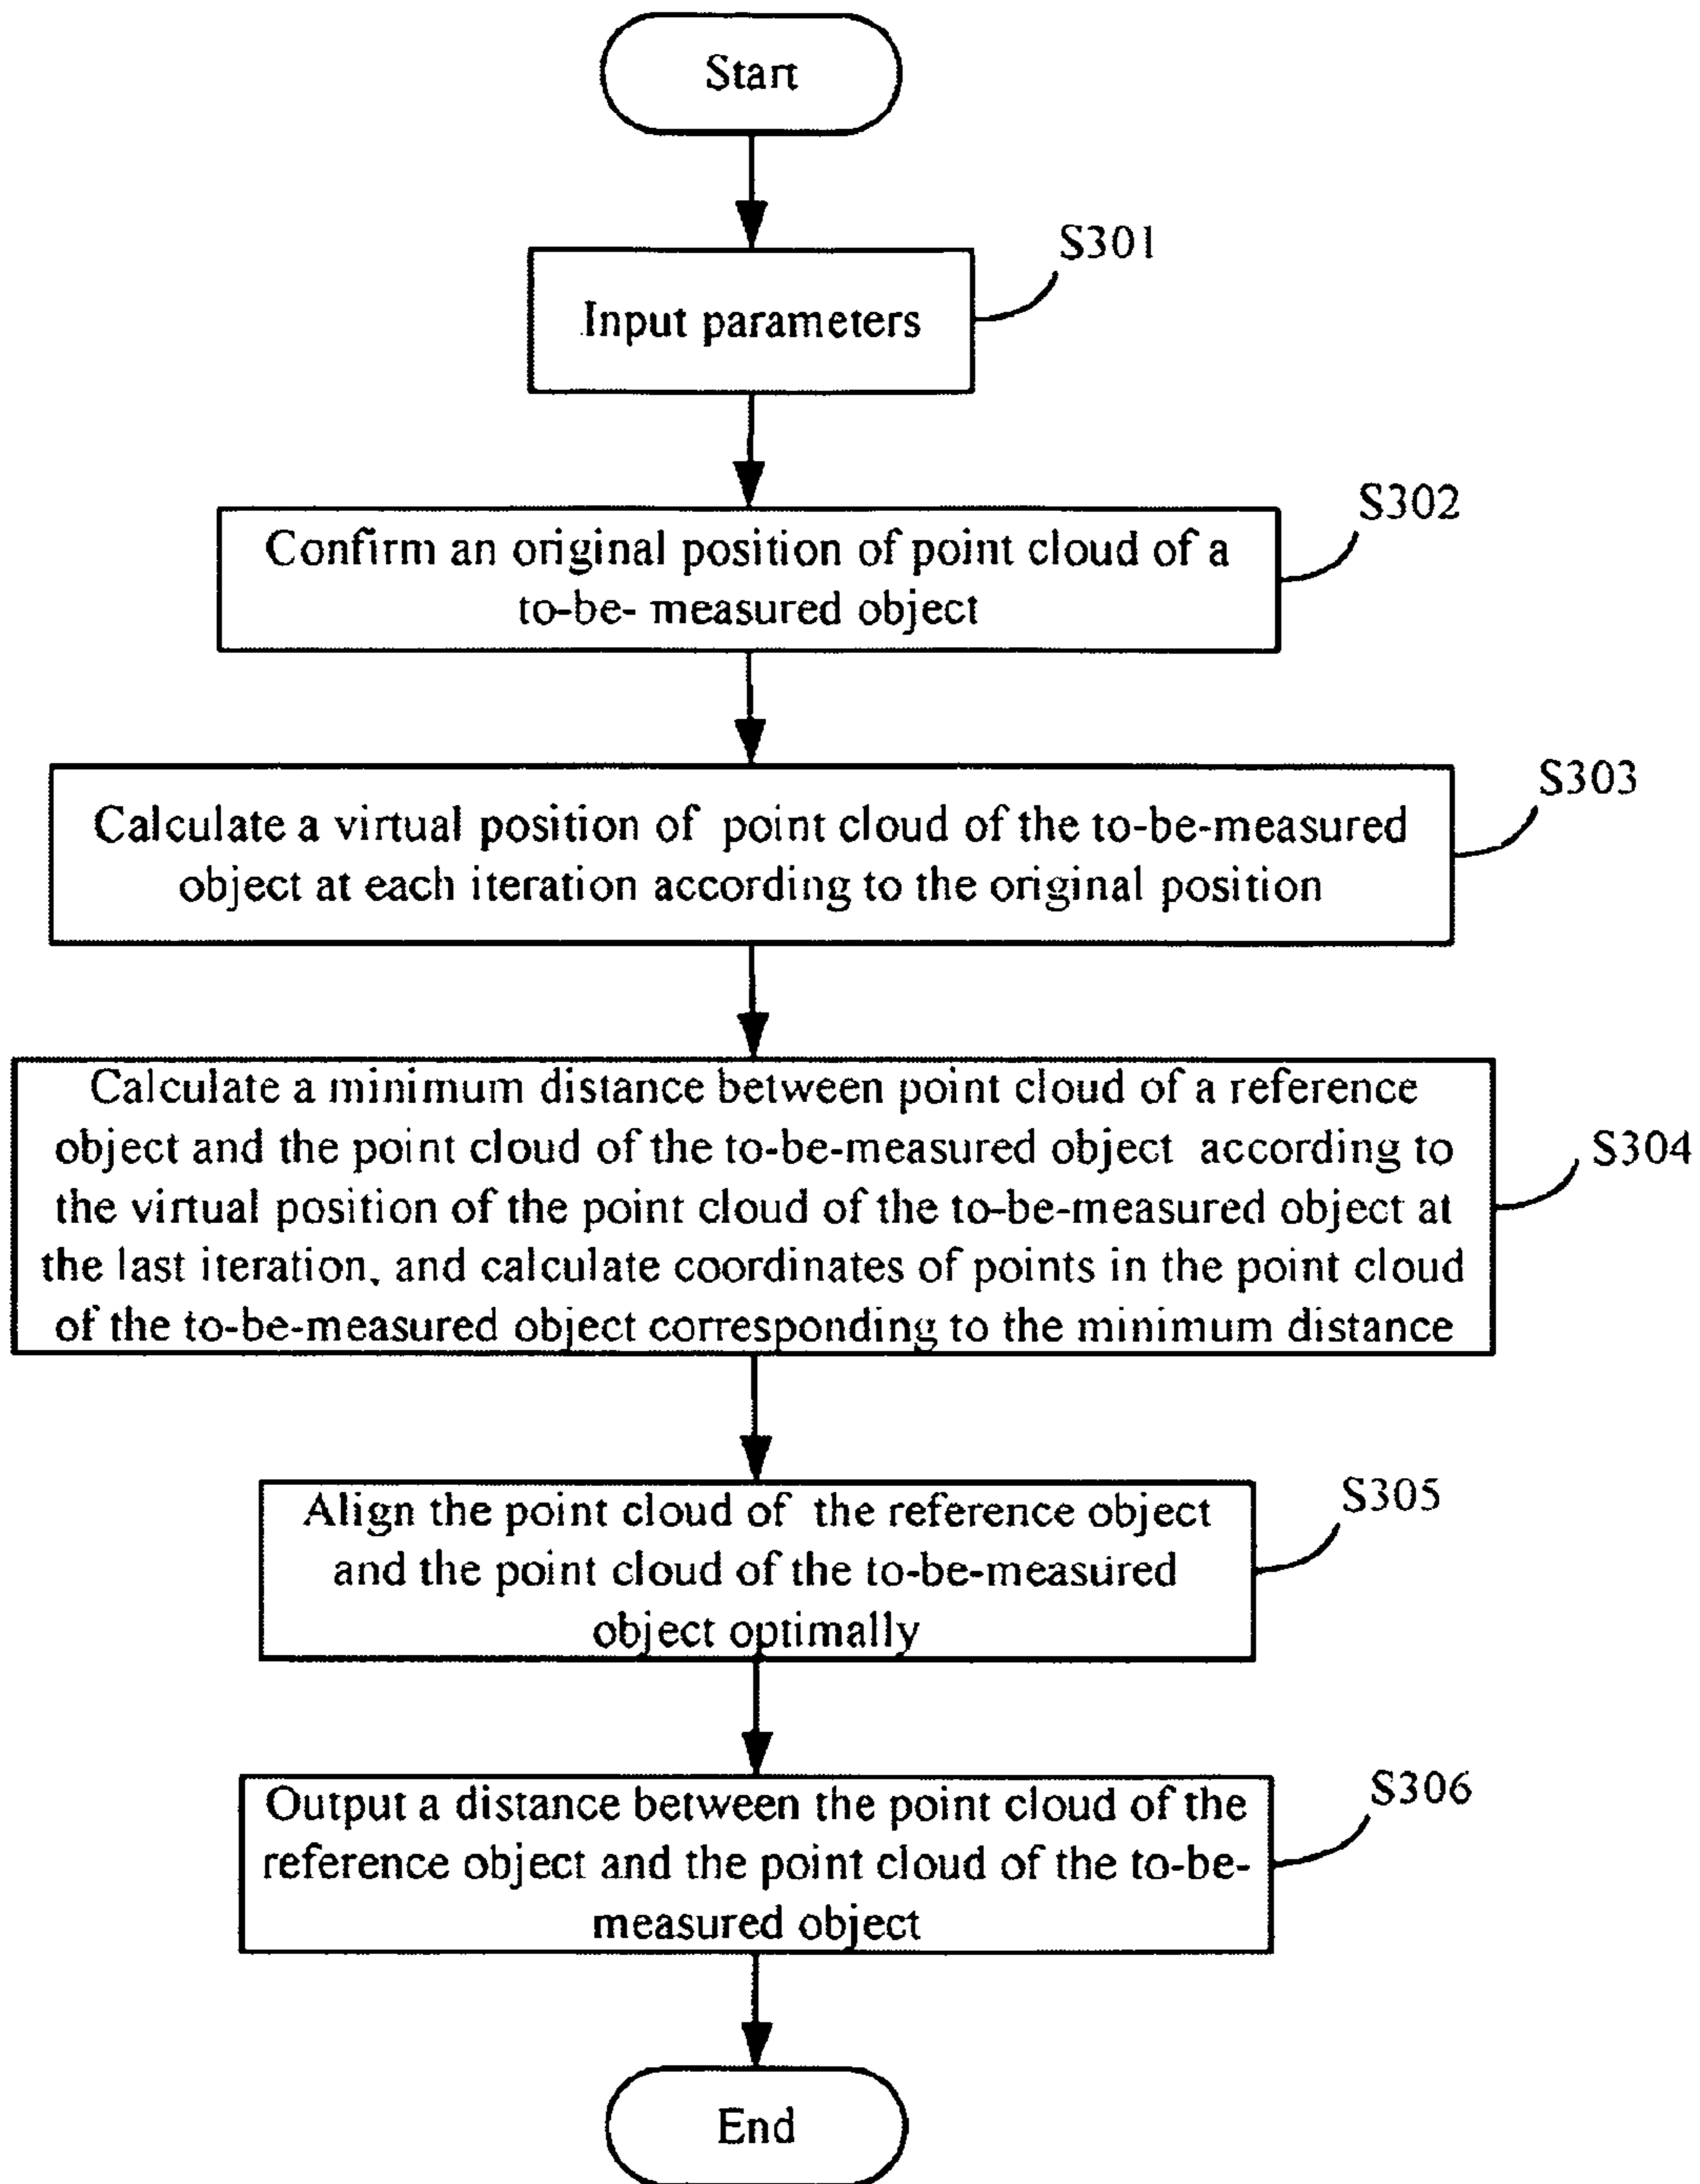 Start
S301
Input parameters
S302
Confirm an original position of point cloud of a
to-be- measured object
S303
Calculate a virtual position of point cloud of the to-be-measured
object at each iteration according to the original position
Calculate a minimum distance between point cloud of a reference
object and the point cloud of the to-be-measured object according to
the virtual position of the point cloud of the to-be-measured object at
the last iteration, and calculate coordinates of points in the point cloud
of the to-be-measured object corresponding to the minimum distance
S304
Align the point cloud of the reference object
and the point cloud of the to-be-measured
object optimally
S305
Output a distance between the point cloud of the
reference object and the point cloud of the to-be-
measured object
S306
End